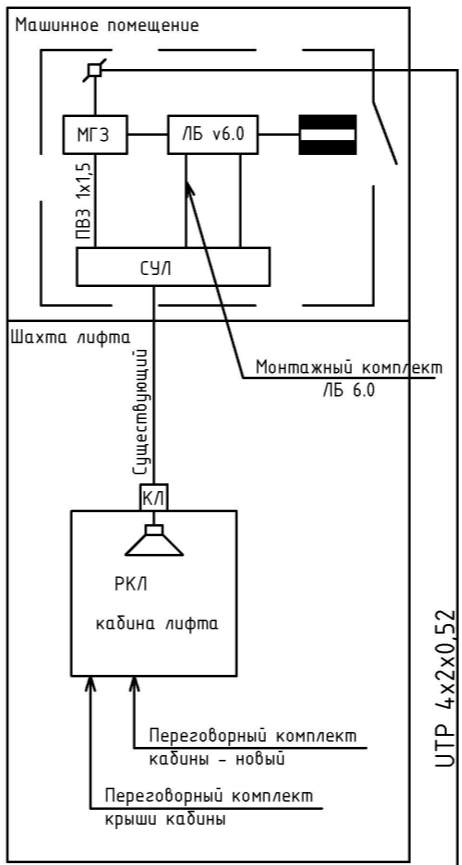 Машинное помещение
МГЗ
ЛБ v6.0
ПВЗ 1х1,5
СУЛ
Шахта лифта
Существующий
Монтажный комплект
ЛБ 6.0
КЛ
РКЛ
кабина лифта
UTP 4x2x0,52
Переговорный комплект
кабины - новый
Переговорный комплект
крыши кабины